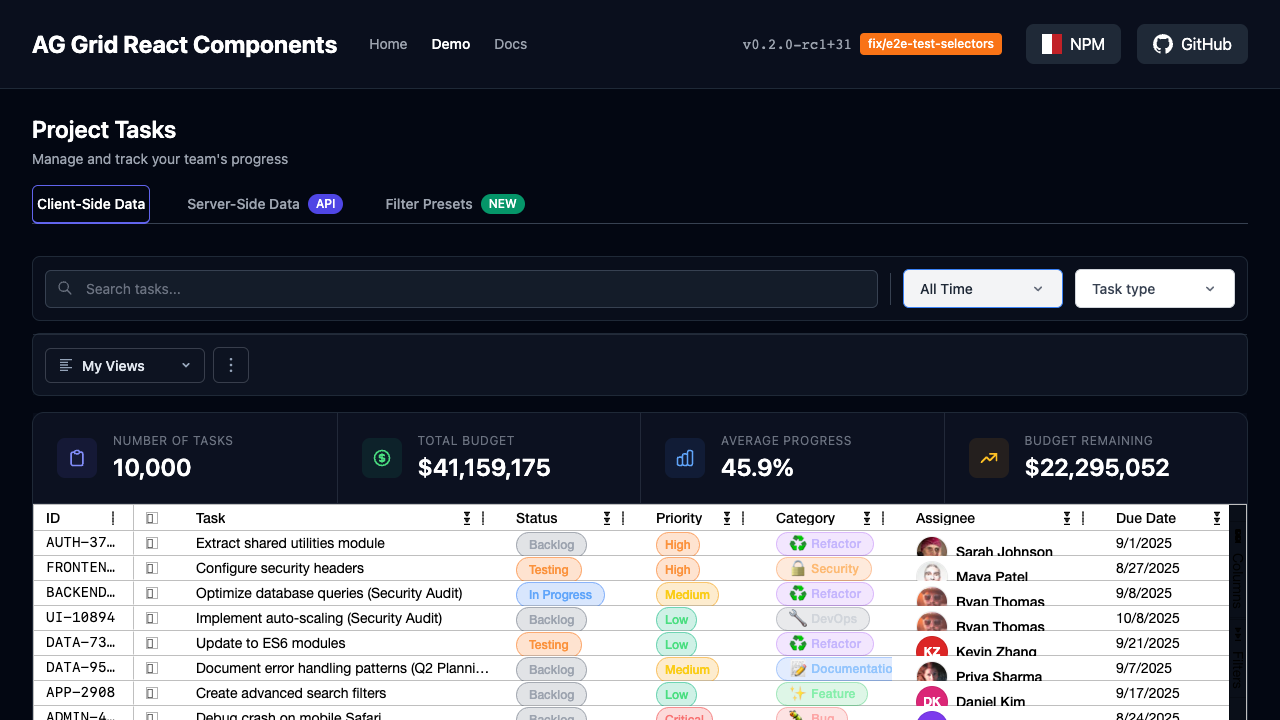 AG Grid React Components Home Demo Docs v0.2.0-rc1+31 fix/e2e-test-selectors NPM GitHub
Project Tasks
Manage and track your team's progress
Client-Side Data Server-Side Data API Filter Presets NEW
Search tasks... All Time Task type
My Views
NUMBER OF TASKS TOTAL BUDGET AVERAGE PROGRESS BUDGET REMAINING
10,000 $41,159,175 45.9% $22,295,052
ID Task Status Priority Category Assignee Due Date
AUTH-37... Extract shared utilities module Backlog High Refactor Sarah Johnson 9/1/2025
FRONTEN... Configure security headers Testing High Security Maya Patel 8/27/2025
BACKEND... Optimize database queries (Security Audit) In Progress Medium Refactor Ryan Thomas 9/8/2025
UI-10894 Implement auto-scaling (Security Audit) Backlog Low DevOps Ryan Thomas 10/8/2025
DATA-73... Update to ES6 modules Testing Low Refactor KZ Kevin Zhang 9/21/2025
DATA-95... Document error handling patterns (Q2 Planni... Backlog Medium Documentatio Priya Sharma 9/7/2025
APP-2908 Create advanced search filters Backlog Low Feature DK Daniel Kim 9/17/2025
ADMIN-4... Debug crash on mobile Safari Backlog Critical Bug 8/24/2025
Columns
Filters